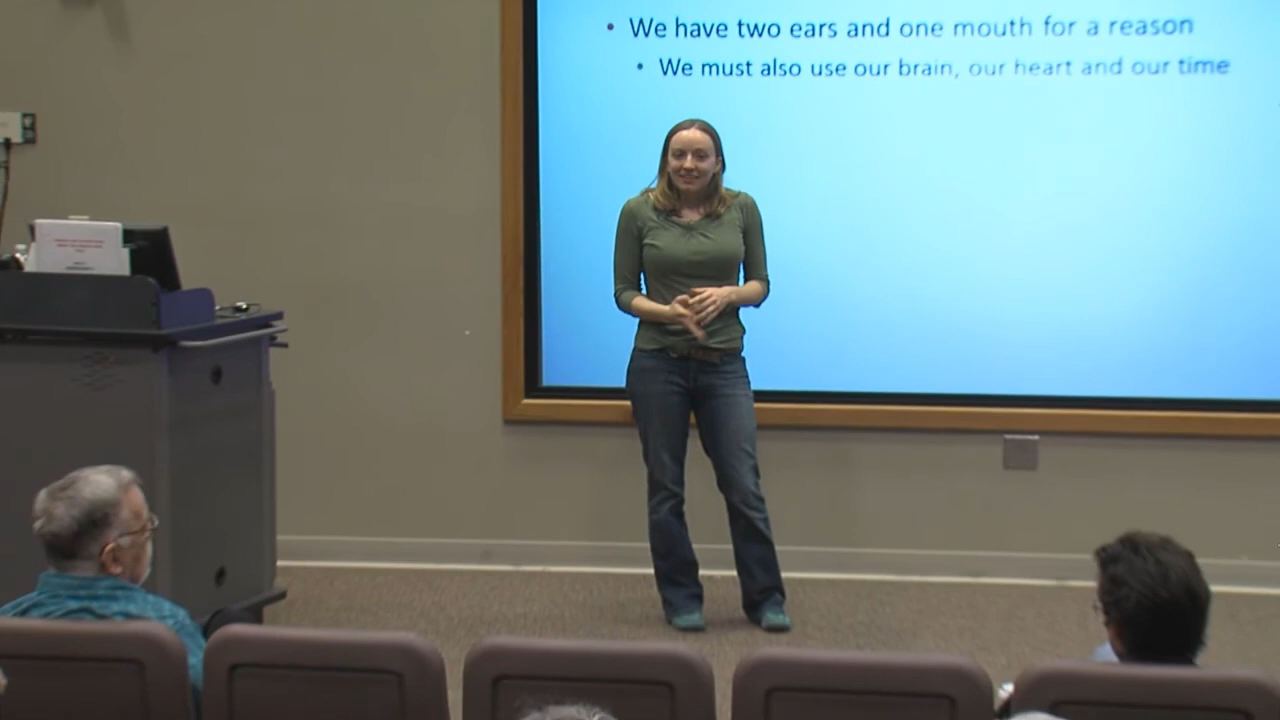 • We have two ears and one mouth for a reason
• We must also use our brain, our heart and our time